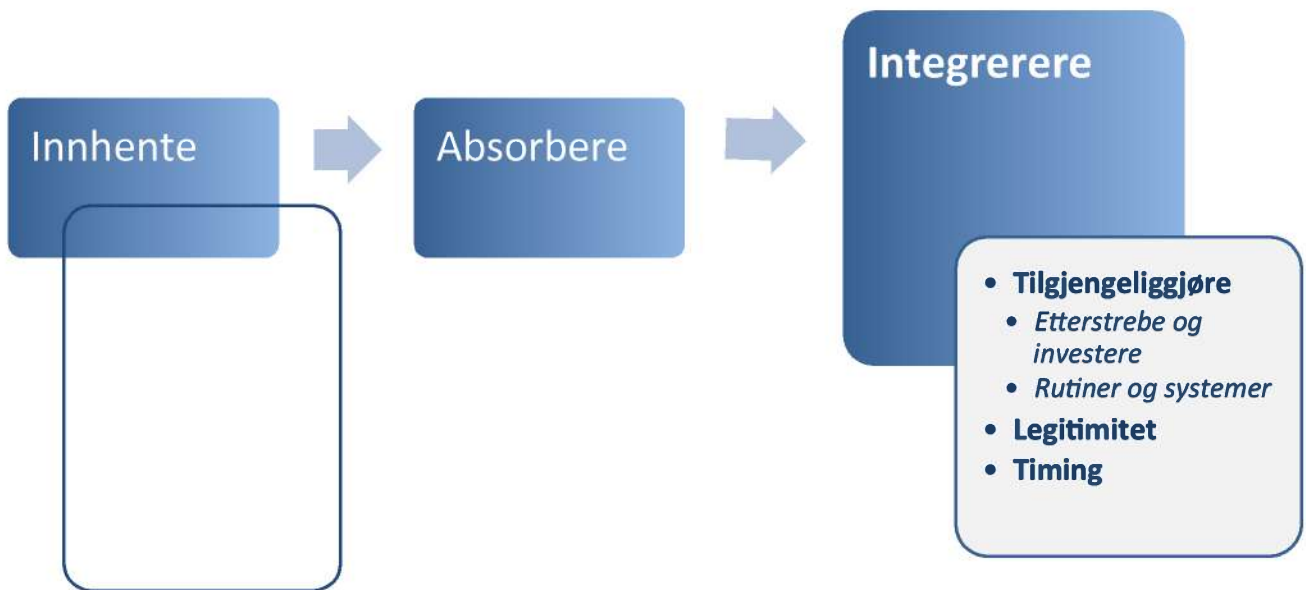 Innhente
Absorbere
Integrerere
• Tilgjengeliggjøre
• Etterstrebe og
investere
• Rutiner og systemer
• Legitimitet
• Timing